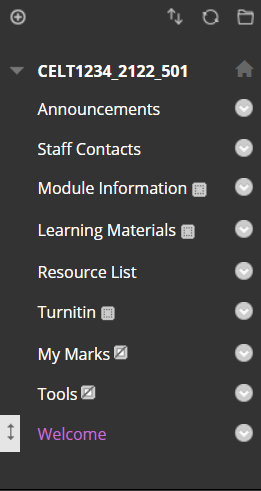 CELT1234_2122_501
Announcements
Staff Contacts
Module Information
Learning Materials
Resource List
Turnitin
My Marks
Tools
Welcome